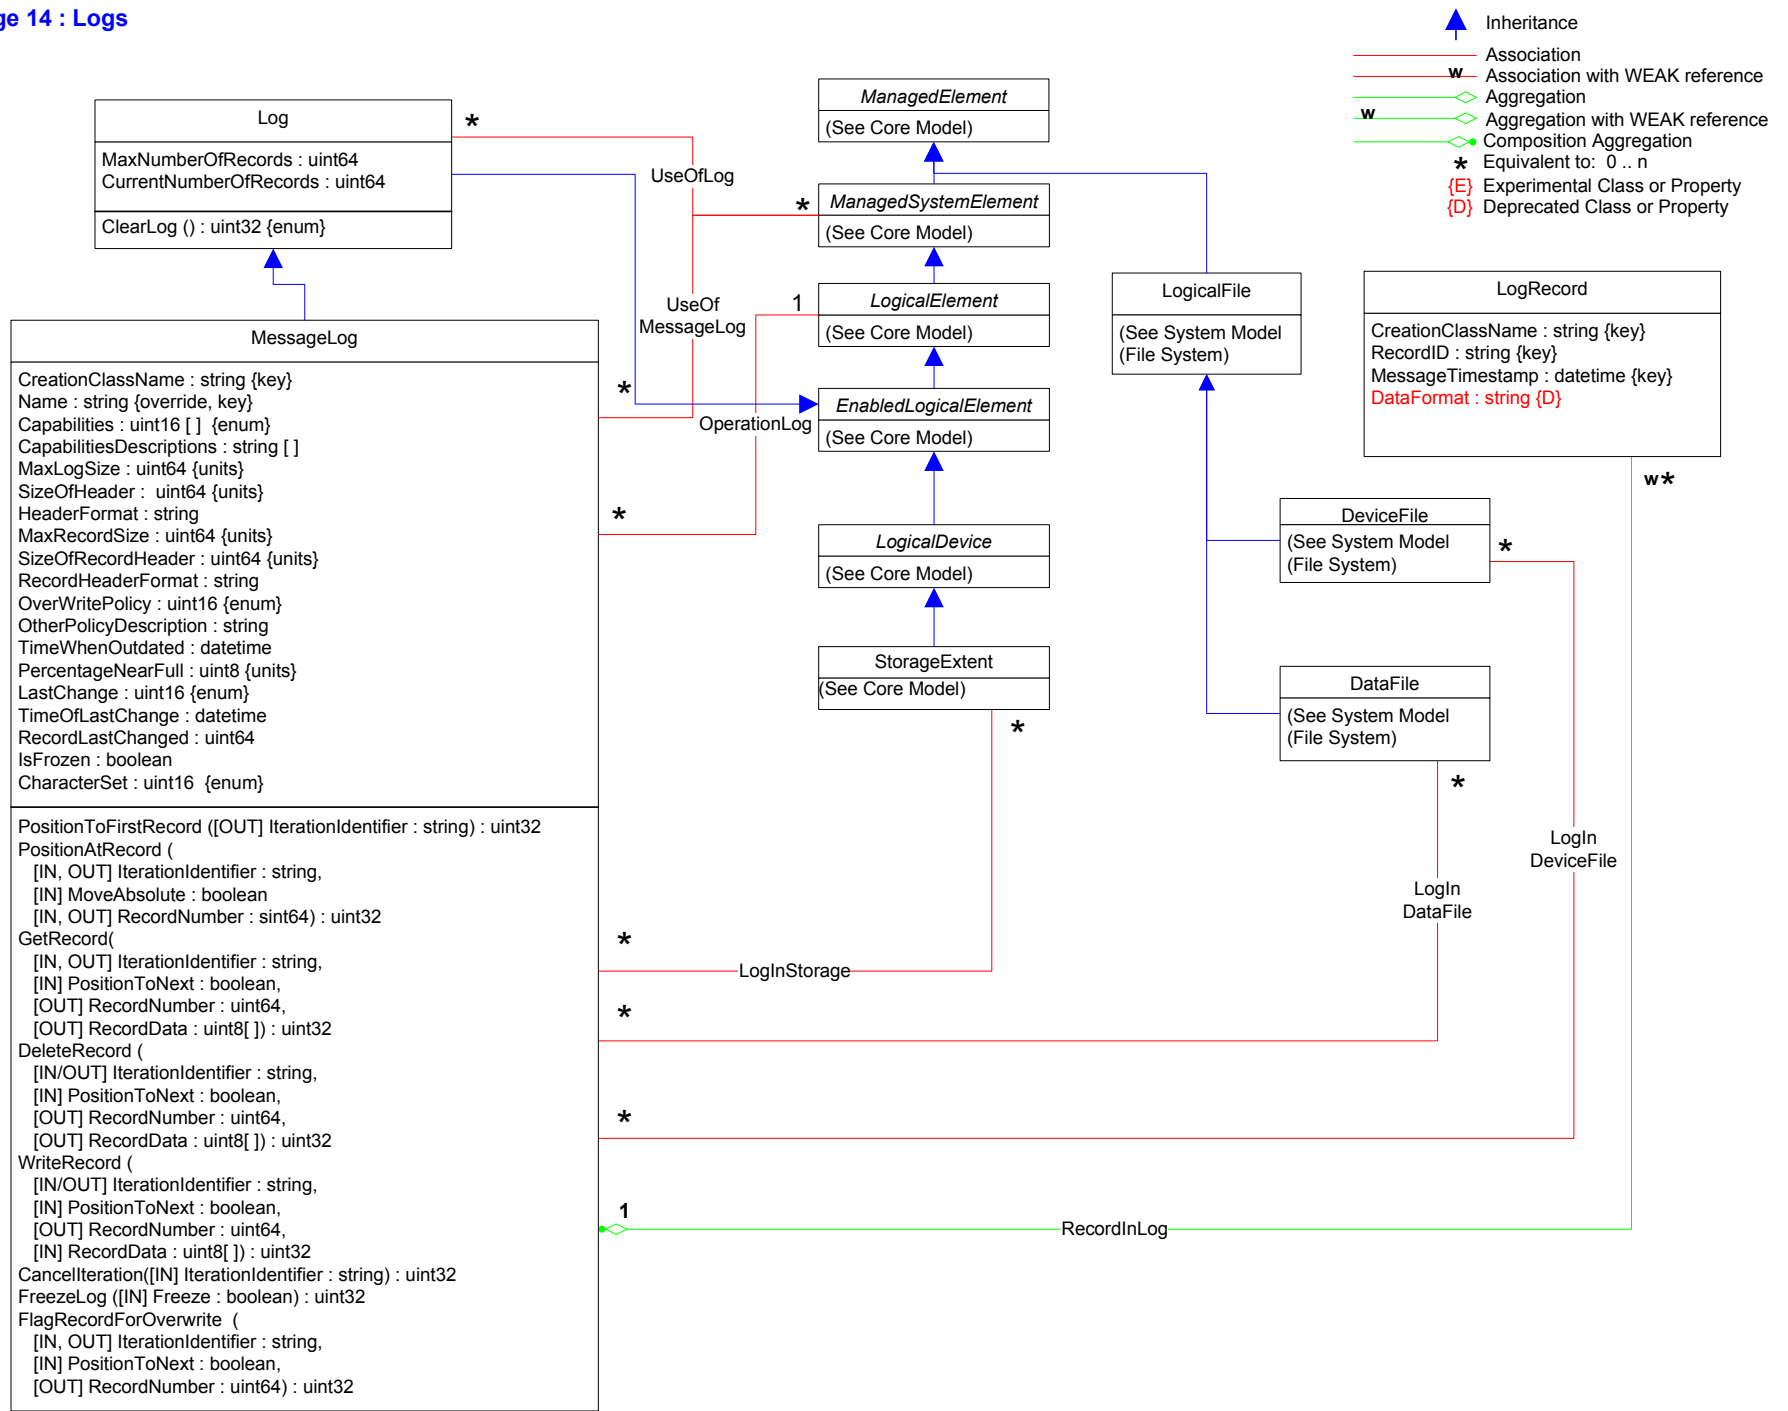 ge 14 : Logs
Inheritance
Association
w
Association with WEAK reference
Aggregation
w
Aggregation with WEAK reference
Composition Aggregation
* Equivalent to: 0 .. n
{E} Experimental Class or Property
{D} Deprecated Class or Property
Log
MaxNumberOfRecords : uint64
CurrentNumberOfRecords : uint64
ClearLog () : uint32 {enum}
*
UseOfLog
*
ManagedElement
(See Core Model)
ManagedSystemElement
(See Core Model)
UseOf
MessageLog
1
LogicalElement
(See Core Model)
*
OperationLog
EnabledLogicalElement
(See Core Model)
*
LogicalDevice
(See Core Model)
StorageExtent
(See Core Model)
*
LogicalFile
(See System Model
(File System)
LogRecord
CreationClassName : string {key}
RecordID : string {key}
MessageTimestamp : datetime {key}
DataFormat : string {D}
w*
DeviceFile
(See System Model
(File System)
*
DataFile
(See System Model
(File System)
*
LogIn
DeviceFile
LogIn
DataFile
MessageLog
CreationClassName : string {key}
Name : string {override, key}
Capabilities : uint16 [ ] {enum}
CapabilitiesDescriptions : string [ ]
MaxLogSize : uint64 {units}
SizeOfHeader : uint64 {units}
HeaderFormat : string
MaxRecordSize : uint64 {units}
SizeOfRecordHeader : uint64 {units}
RecordHeaderFormat : string
OverWritePolicy : uint16 {enum}
OtherPolicyDescription : string
TimeWhenOutdated : datetime
PercentageNearFull : uint8 {units}
LastChange : uint16 {enum}
TimeOfLastChange : datetime
RecordLastChanged : uint64
IsFrozen : boolean
CharacterSet : uint16 {enum}
PositionToFirstRecord ([OUT] IterationIdentifier : string) : uint32
PositionAtRecord (
[IN, OUT] IterationIdentifier : string,
[IN] MoveAbsolute : boolean
[IN, OUT] RecordNumber : sint64) : uint32
GetRecord(
[IN, OUT] IterationIdentifier : string,
[IN] PositionToNext : boolean,
[OUT] RecordNumber : uint64,
[OUT] RecordData : uint8[ ]) : uint32
DeleteRecord (
[IN/OUT] IterationIdentifier : string,
[IN] PositionToNext : boolean,
[OUT] RecordNumber : uint64,
[OUT] RecordData : uint8[ ]) : uint32
WriteRecord (
[IN/OUT] IterationIdentifier : string,
[IN] PositionToNext : boolean,
[OUT] RecordNumber : uint64,
[IN] RecordData : uint8[ ]) : uint32
CancelIteration([IN] IterationIdentifier : string) : uint32
FreezeLog ([IN] Freeze : boolean) : uint32
FlagRecordForOverwrite (
[IN, OUT] IterationIdentifier : string,
[IN] PositionToNext : boolean,
[OUT] RecordNumber : uint64) : uint32
*
LogInStorage
*
*
1
RecordInLog